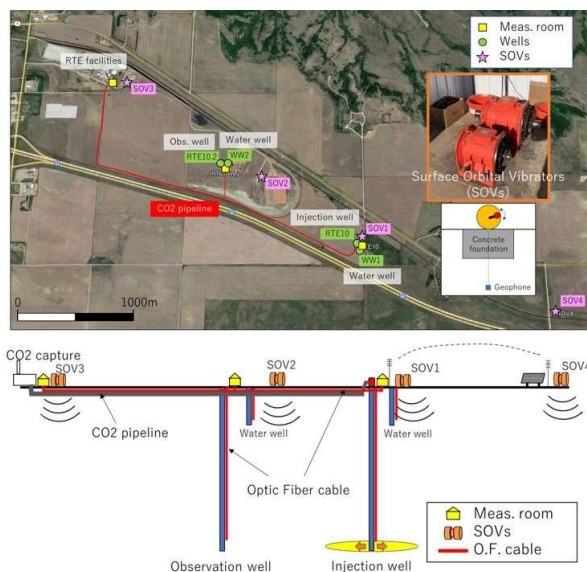 Meas. room
Wells
SOVs
RTE facilities
SOV3
Obs. well
Water well
RTE10.2
WW2
SOV2
Surface Orbital Vibrators
(SOVs)
CO2 pipeline
Injection well
SOV1
RTE10
WW1
Water well
Concrete
foundation
Geophone
SOV4
0
1000m
CO2 capture
SOV3
SOV2
SOV1
SOV4
CO2 pipeline
Water well
Water well
Optic Fiber cable
Observation well
Injection well
Meas. room
SOVs
O.F. cable